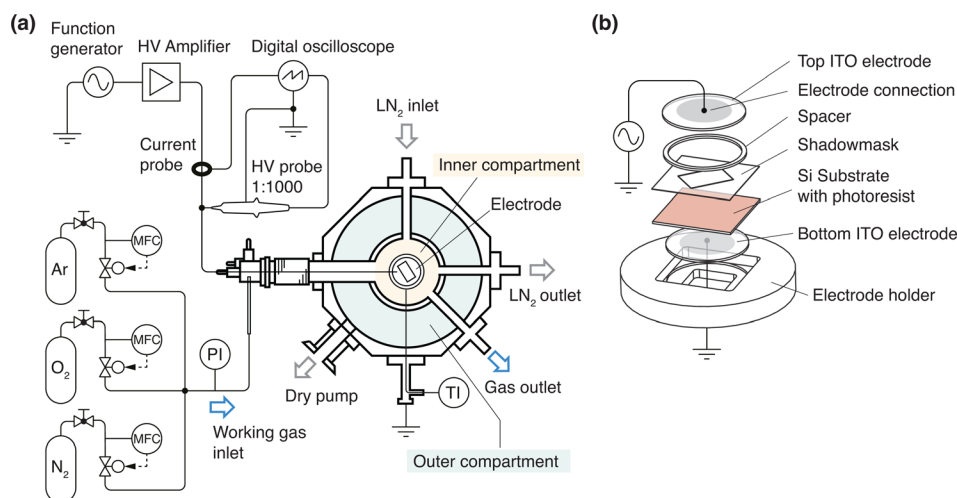 (a)
Function
generator
HV Amplifier
Digital oscilloscope
Current
probe
HV probe
1:1000
LN2 inlet
Inner compartment
Electrode
LN2 outlet
Gas outlet
Dry pump
TI
Outer compartment
Ar
MFC
O2
MFC
PI
Working gas
inlet
N2
MFC
(b)
Top ITO electrode
Electrode connection
Spacer
Shadowmask
Si Substrate
with photoresist
Bottom ITO electrode
Electrode holder